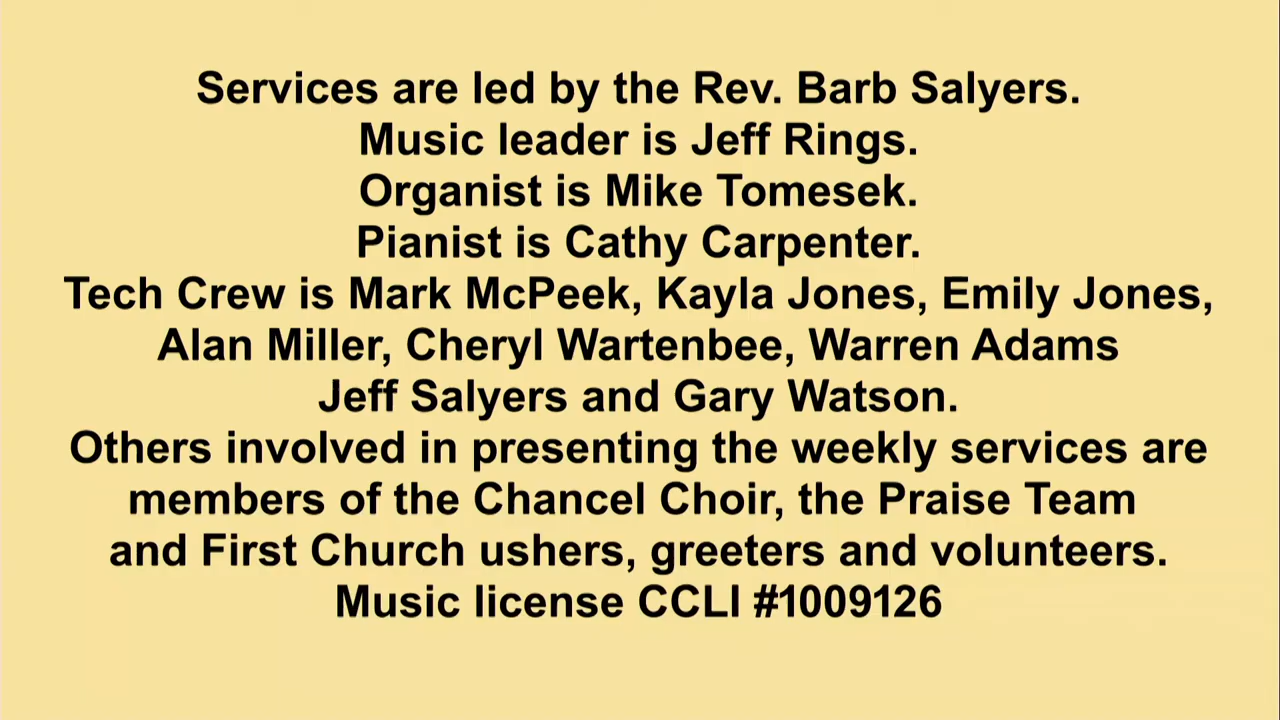 Services are led by the Rev. Barb Salyers.
Music leader is Jeff Rings.
Organist is Mike Tomesek.
Pianist is Cathy Carpenter.
Tech Crew is Mark McPeek, Kayla Jones, Emily Jones,
Alan Miller, Cheryl Wartenbee, Warren Adams
Jeff Salyers and Gary Watson.
Others involved in presenting the weekly services are
members of the Chancel Choir, the Praise Team
and First Church ushers, greeters and volunteers.
Music license CCLI #1009126